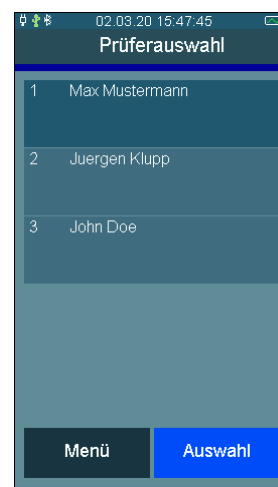 02.03.20 15:47:45
Prüferauswahl
1 Max Mustermann
2 Juergen Klupp
3 John Doe
Menü Auswahl